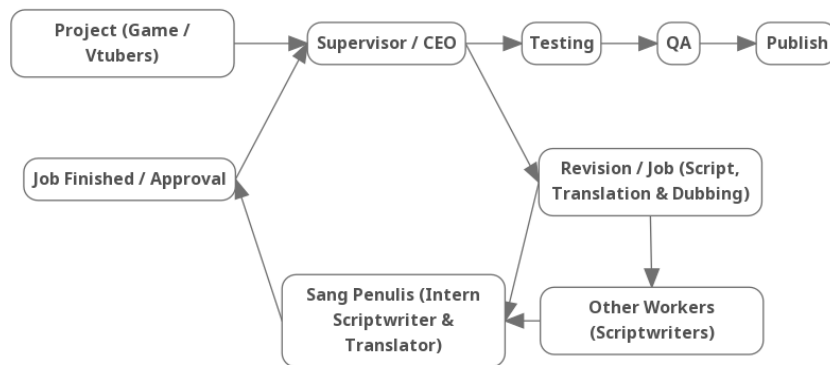 Project (Game /
Vtubers)
Supervisor / CEO
Testing
QA
Publish
Job Finished / Approval
Revision / Job (Script,
Translation & Dubbing)
Sang Penulis (Intern
Scriptwriter &
Translator)
Other Workers
(Scriptwriters)